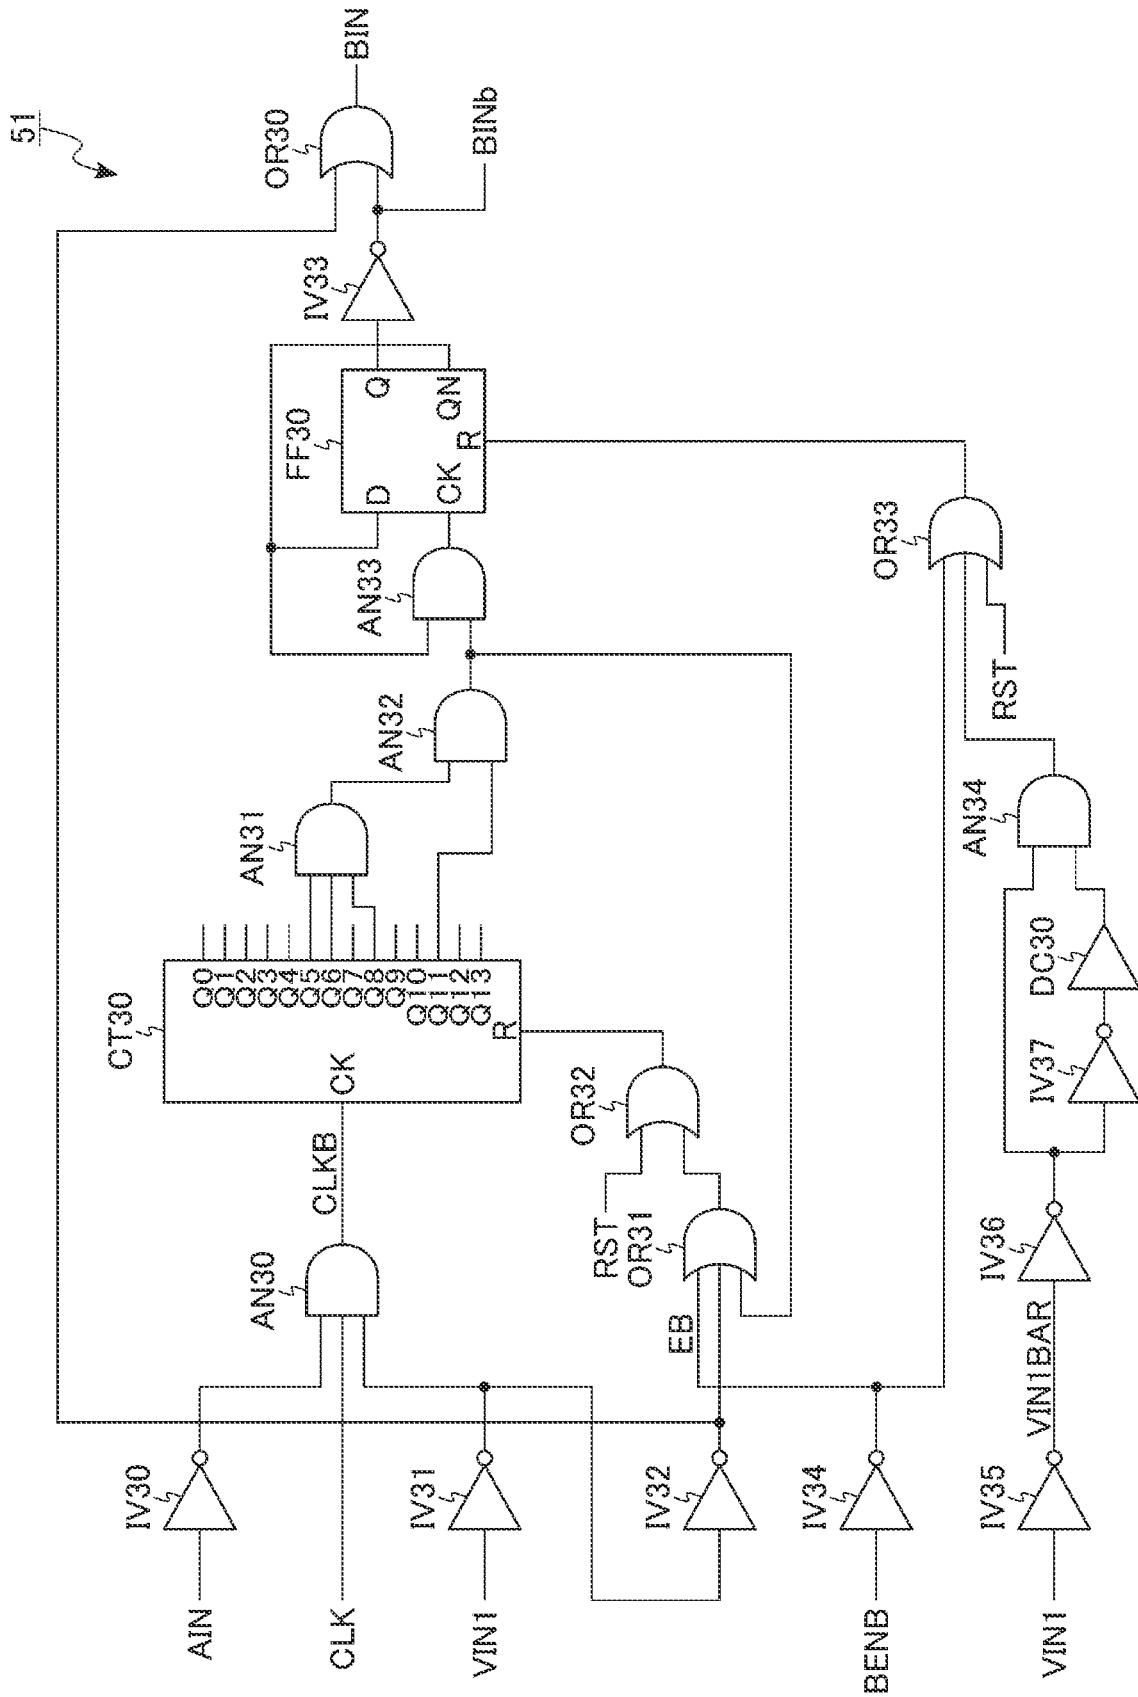 51
AIN
IV30
CLK
VIN1
IV31
IV32
BENB
IV34
VIN1
IV35
VIN1BAR
IV36
IV37
DC30
AN34
AN30
CLKB
CT30
CK
R
Q0
Q1
Q2
Q3
Q4
Q5
Q6
Q7
Q8
Q9
Q10
Q11
Q12
Q13
EB
OR31
RST
OR32
AN31
AN32
AN33
FF30
D
CK
Q
QN
R
RST
OR33
IV33
OR30
BIN
BINb